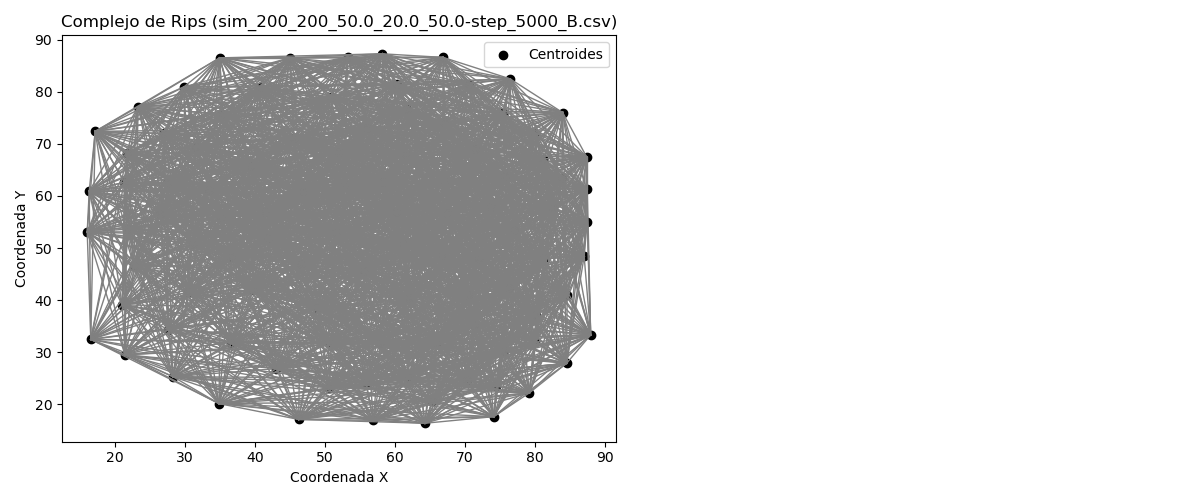 Complejo de Rips (sim_200_200_50.0_20.0_50.0-step_5000_B.csv)
Centroides
90
80
70
60
50
40
30
20
Coordenada Y
20 30 40 50 60 70 80 90
Coordenada X